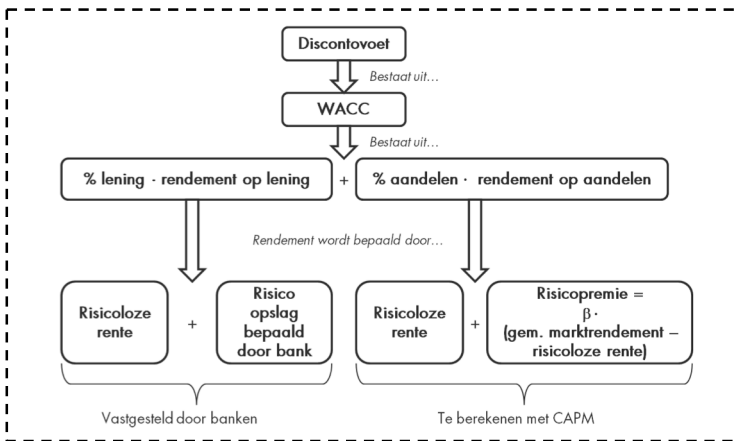 Discontovoet
Bestaat uit...
WACC
Bestaat uit...
% lening · rendement op lening
+
% aandelen · rendement op aandelen
Rendement wordt bepaald door...
Risicoloze
rente
+
Risico
opslag
bepaald
door bank
Risicoloze
rente
+
Risicopremie =
β·
(gem. marktrendement –
risicoloze rente)
Vastgesteld door banken
Te berekenen met CAPM